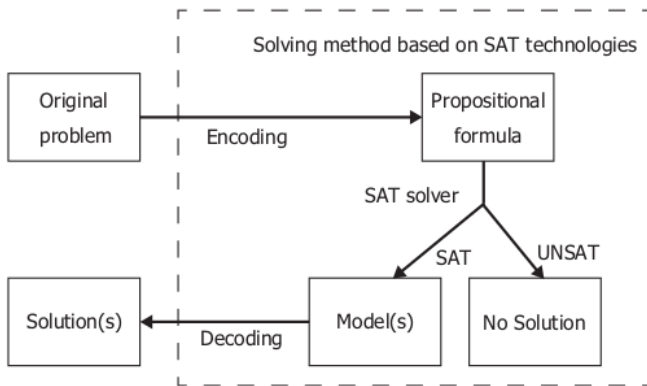 Solving method based on SAT technologies
Original
problem
Encoding
Propositional
formula
SAT solver
SAT
UNSAT
Solution(s)
Decoding
Model(s)
No Solution